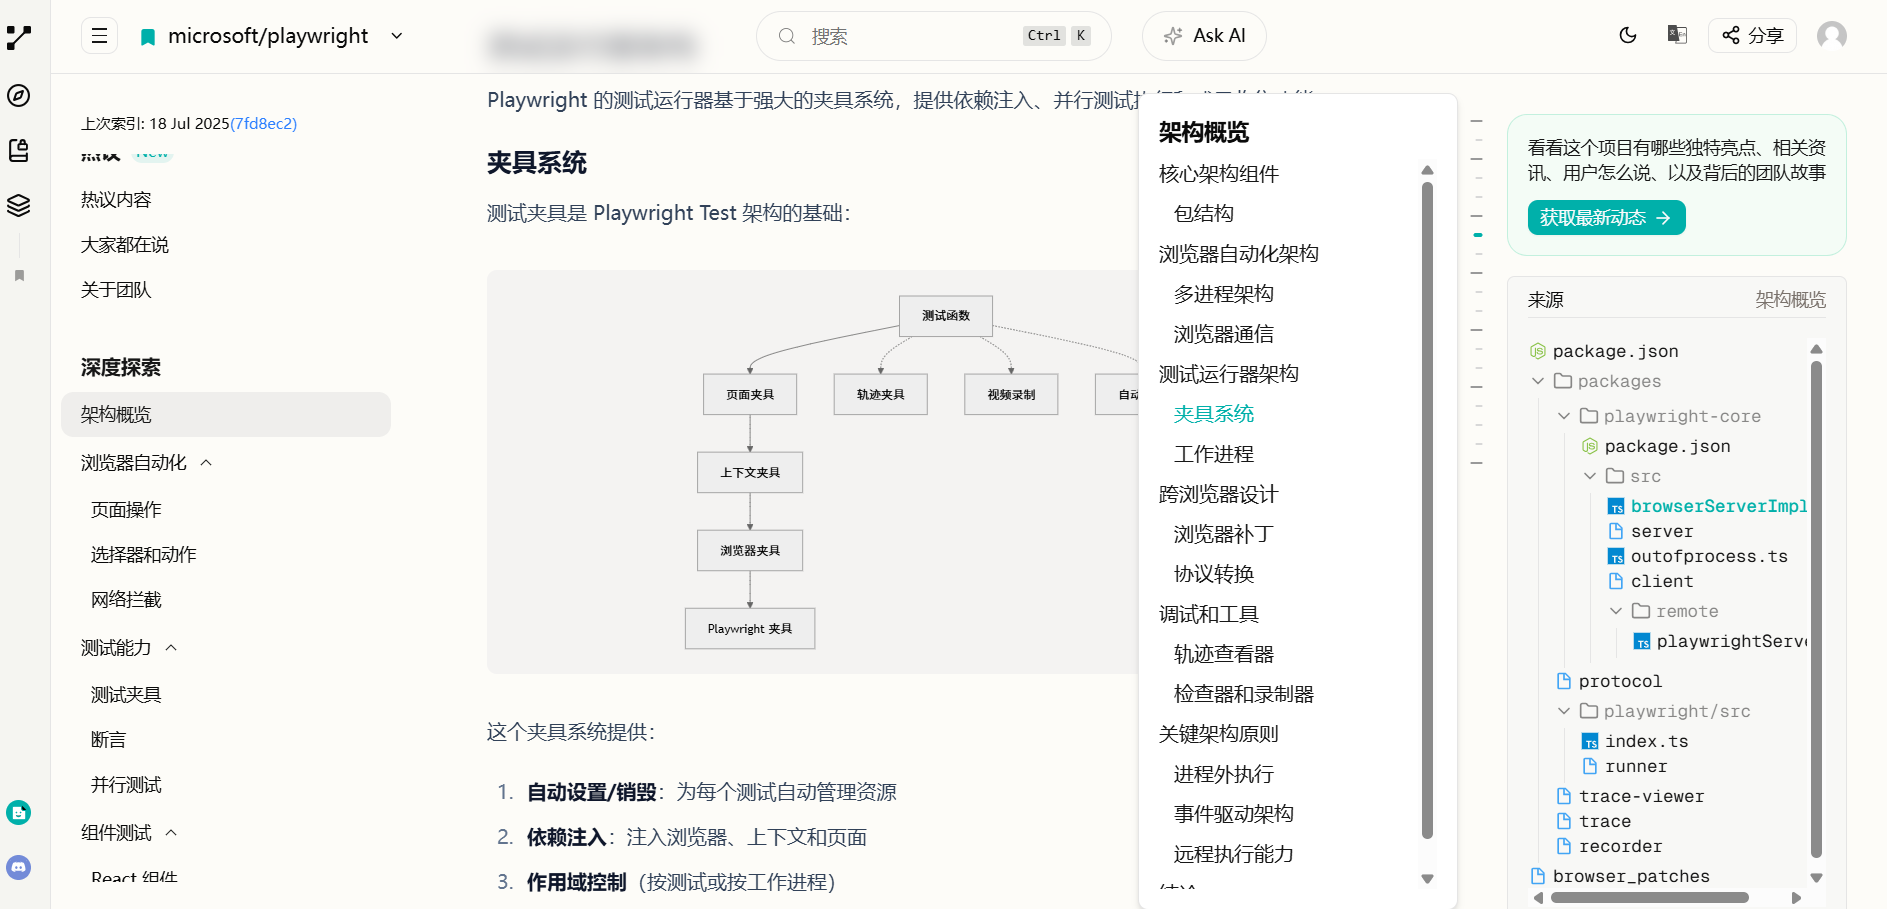 microsoft/playwright
搜索
Ctrl K
Ask AI
分享
上次索引: 18 Jul 2025(7fd8ec2)
热议 New
热议内容
大家都在说
关于团队
深度探索
架构概览
浏览器自动化
页面操作
选择器和动作
网络拦截
测试能力
测试夹具
断言
并行测试
组件测试
React 组件
Playwright 的测试运行器基于强大的夹具系统，提供依赖注入、并行测试执行
夹具系统
测试夹具是 Playwright Test 架构的基础：
测试函数
页面夹具
轨迹夹具
视频录制
自动
上下文夹具
浏览器夹具
Playwright 夹具
这个夹具系统提供：
1. 自动设置/销毁：为每个测试自动管理资源
2. 依赖注入：注入浏览器、上下文和页面
3. 作用域控制（按测试或按工作进程）
架构概览
核心架构组件
包结构
浏览器自动化架构
多进程架构
浏览器通信
测试运行器架构
夹具系统
工作进程
跨浏览器设计
浏览器补丁
协议转换
调试和工具
轨迹查看器
检查器和录制器
关键架构原则
进程外执行
事件驱动架构
远程执行能力
结论
看看这个项目有哪些独特亮点、相关资
讯、用户怎么说、以及背后的团队故事
获取最新动态 →
来源
架构概览
package.json
packages
playwright-core
package.json
src
browserServerImpl
server
outofprocess.ts
client
remote
playwrightServe
protocol
playwright/src
index.ts
runner
trace-viewer
trace
recorder
browser_patches